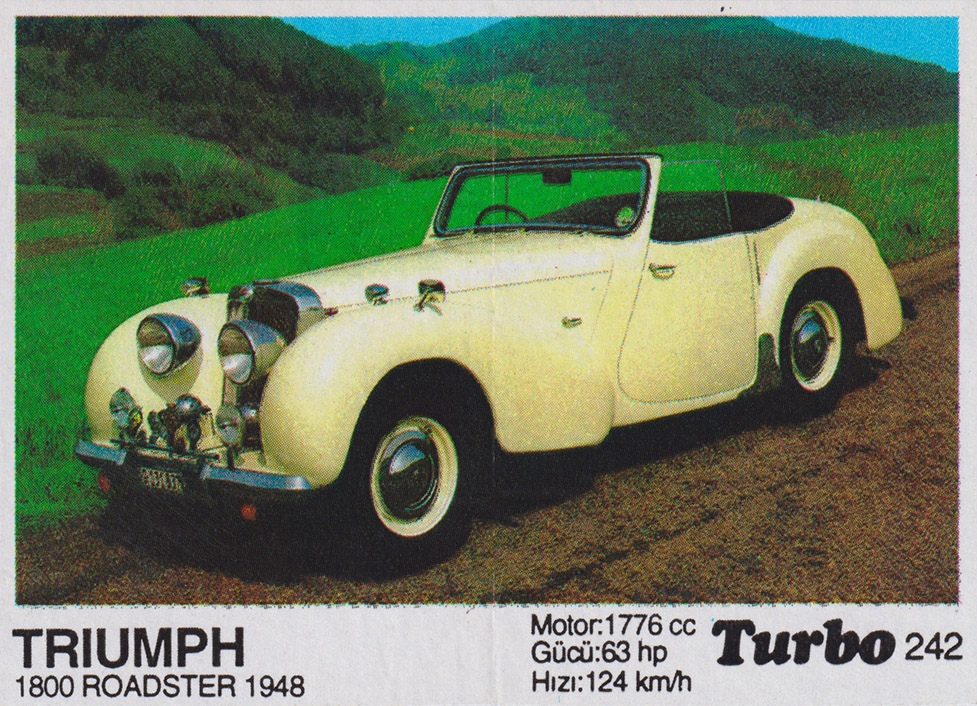 TRIUMPH
1800 ROADSTER 1948
Motor:1776 cc
Gücü:63 hp
Hızı:124 km/h
Turbo 242